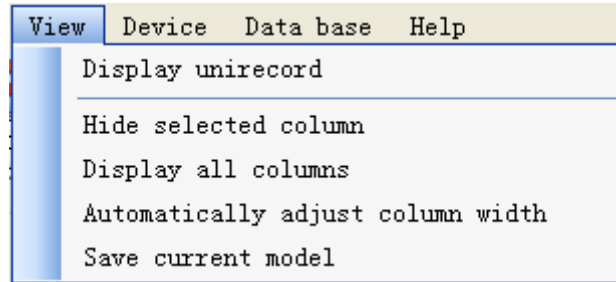 View Device Data base Help
Display unirecord
Hide selected column
Display all columns
Automatically adjust column width
Save current model